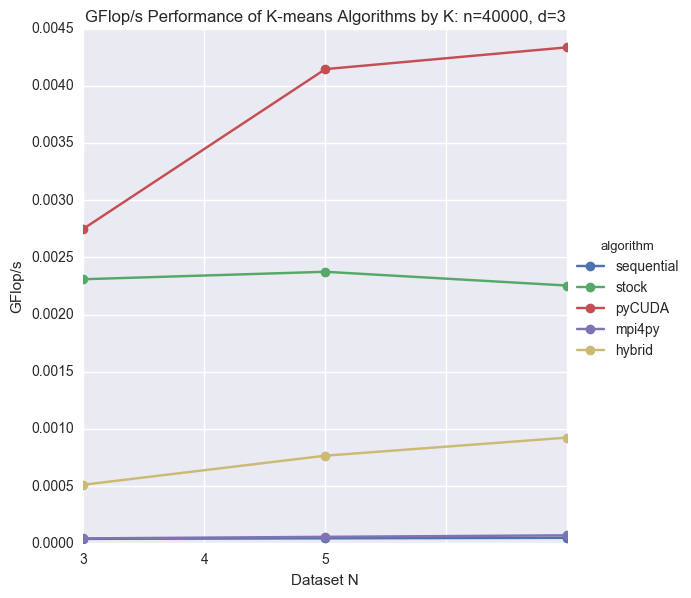 GFlop/s Performance of K-means Algorithms by K: n=40000, d=3
0.0045
0.0040
0.0035
0.0030
0.0025
0.0020
0.0015
0.0010
0.0005
0.0000
GFlop/s
3
4
5
Dataset N
algorithm
sequential
stock
pyCUDA
mpi4py
hybrid